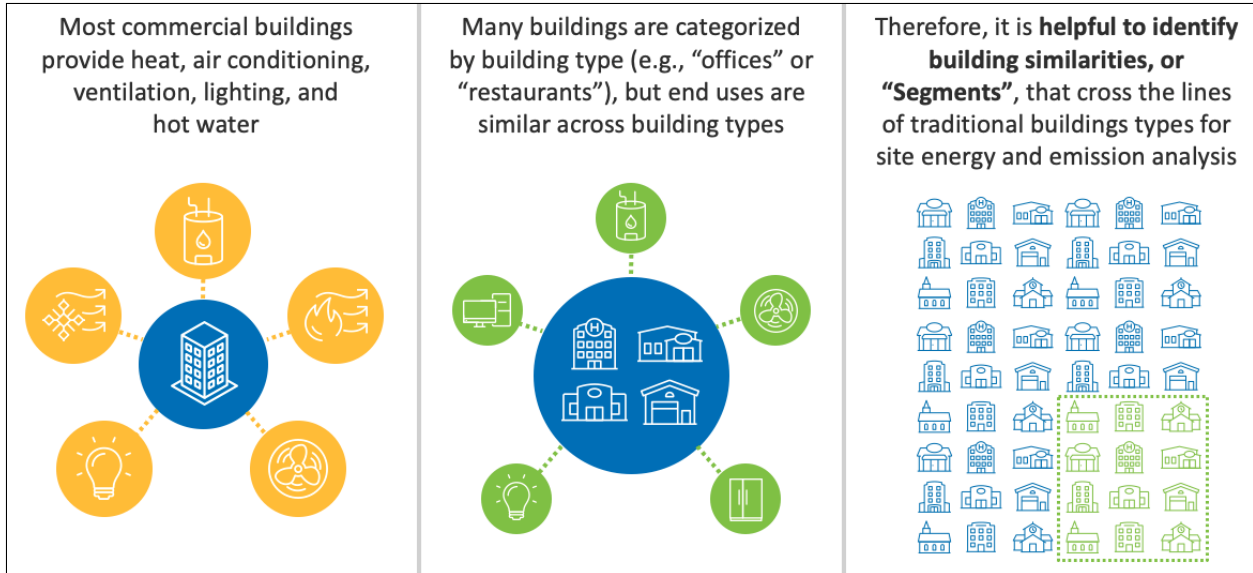 Most commercial buildings
provide heat, air conditioning,
ventilation, lighting, and
hot water
Many buildings are categorized
by building type (e.g., “offices” or
“restaurants”), but end uses are
similar across building types
Therefore, it is helpful to identify
building similarities, or
“Segments”, that cross the lines
of traditional buildings types for
site energy and emission analysis
H
H
H
H
H
H
H
H